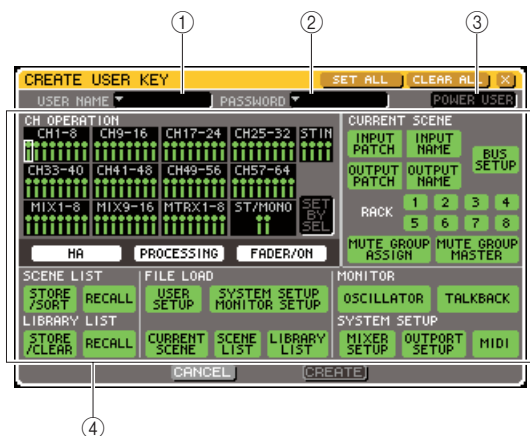 ① ② ③
CREATE USER KEY SET ALL CLEAR ALL X
USER NAME PASSWORD POWER USER
CH OPERATION
CH1-8 CH9-16 CH17-24 CH25-32 STIN
CH33-40 CH41-48 CH49-56 CH57-64
MIX1-8 MIX9-16 MTRX1-8 ST/MONO SET BY SEL
HA PROCESSING FADER/ON
CURRENT SCENE
INPUT PATCH INPUT NAME BUS SETUP
OUTPUT PATCH OUTPUT NAME
RACK 1 2 3 4
5 6 7 8
MUTE GROUP ASSIGN MUTE GROUP MASTER
SCENE LIST FILE LOAD MONITOR
STORE /SORT RECALL USER SETUP SYSTEM SETUP MONITOR SETUP OSCILLATOR TALKBACK
LIBRARY LIST SYSTEM SETUP
STORE /CLEAR RECALL CURRENT SCENE SCENE LIST LIBRARY LIST MIXER SETUP OUTPORT SETUP MIDI
CANCEL CREATE
④